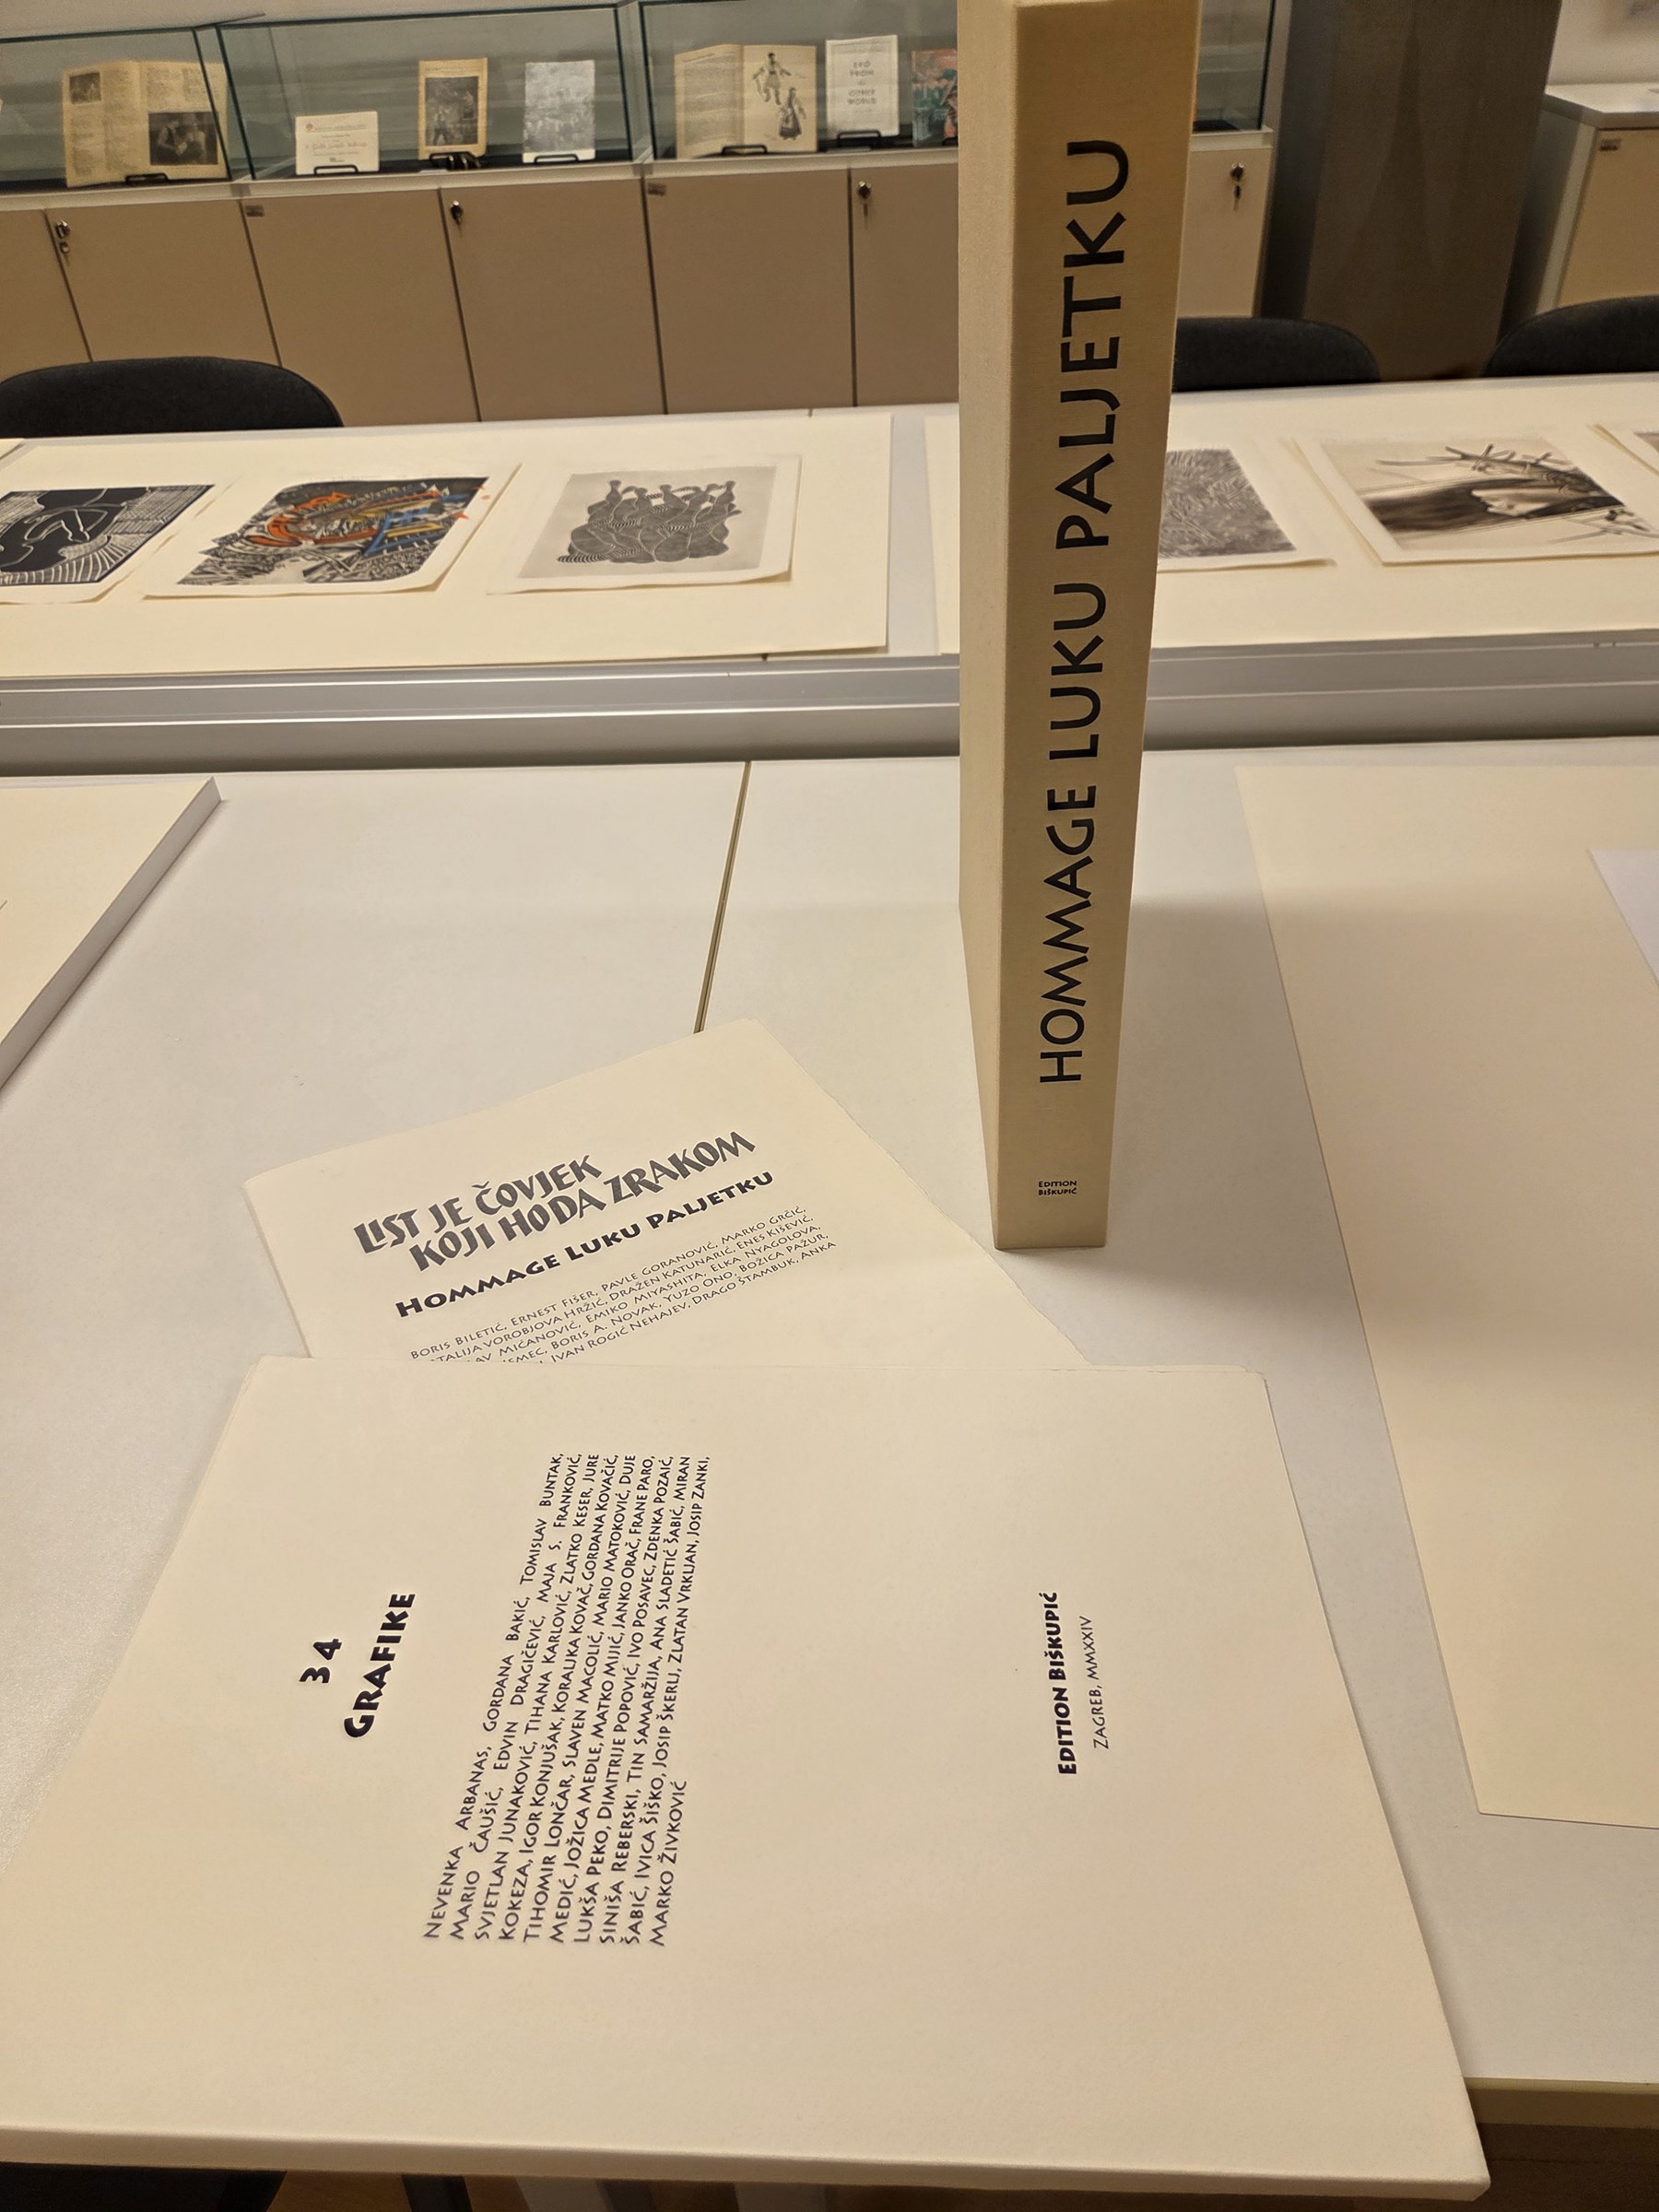 HOMMAGE LUKU PALJETKU
EDITION
BIŠKUPIĆ
LIST JE ČOVJEK
KOJI HODA ZRAKOM
HOMMAGE LUKU PALJETKU
BORIS BILETIĆ, ERNEST FIŠER, PAVLE GORANOVIĆ, MARKO GRČIĆ,
VOROBJOVA HRŽIĆ, DRAŽEN KATUNARIĆ, ENES KIŠEVIĆ,
MIĆANOVIĆ, EMIKO MIYASHITA, ELKA NYAGOLOVA,
BORIS A. NOVAK, YUZO ONO, BOŽICA PAŽUR,
IVAN ROGIĆ NEHAJEV, DRAGO ŠTAMBUK, ANKA
34
GRAFIKE
NEVENKA ARBANAS, GORDANA BAKIĆ, TOMISLAV BUNTAK,
MARIO ČAUŠIĆ, EDVIN DRAGIČEVIĆ, MAJA S. FRANKOVIĆ,
SVJETLAN JUNAKOVIĆ, TIHANA KARLOVIĆ, ZLATKO KESER, JURE
KOKEZA, IGOR KONJUŠAK, KORALJKA KOVAČ, GORDANA KOVAČIĆ,
TIHOMIR LONČAR, SLAVEN MACOLIĆ, MARIO MATOKOVIĆ, DUJE
MEDIĆ, JOŽICA MEDLE, MATKO MIJIĆ, JANKO ORAČ, FRANE PARO,
LUKŠA PEKO, DIMITRIJE POPOVIĆ, IVO POSAVEC, ZDENKA POZAIĆ,
SINIŠA REBERSKI, TIN SAMARŽIJA, ANA SLADETIĆ ŠABIĆ, MIRAN
ŠABIĆ, IVICA ŠIŠKO, JOSIP ŠKERLJ, ZLATAN VRKLJAN, JOSIP ZANKI,
MARKO ŽIVKOVIĆ
EDITION BIŠKUPIĆ
ZAGREB, MMXXIV